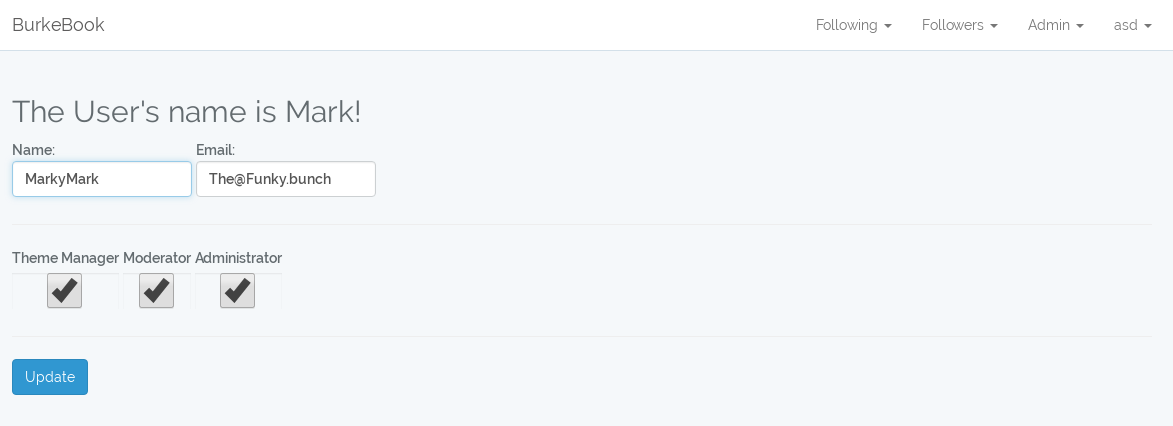 BurkeBook Following Followers Admin asd
The User's name is Mark!
Name: Email:
MarkyMark The@Funky.bunch
Theme Manager Moderator Administrator
Update